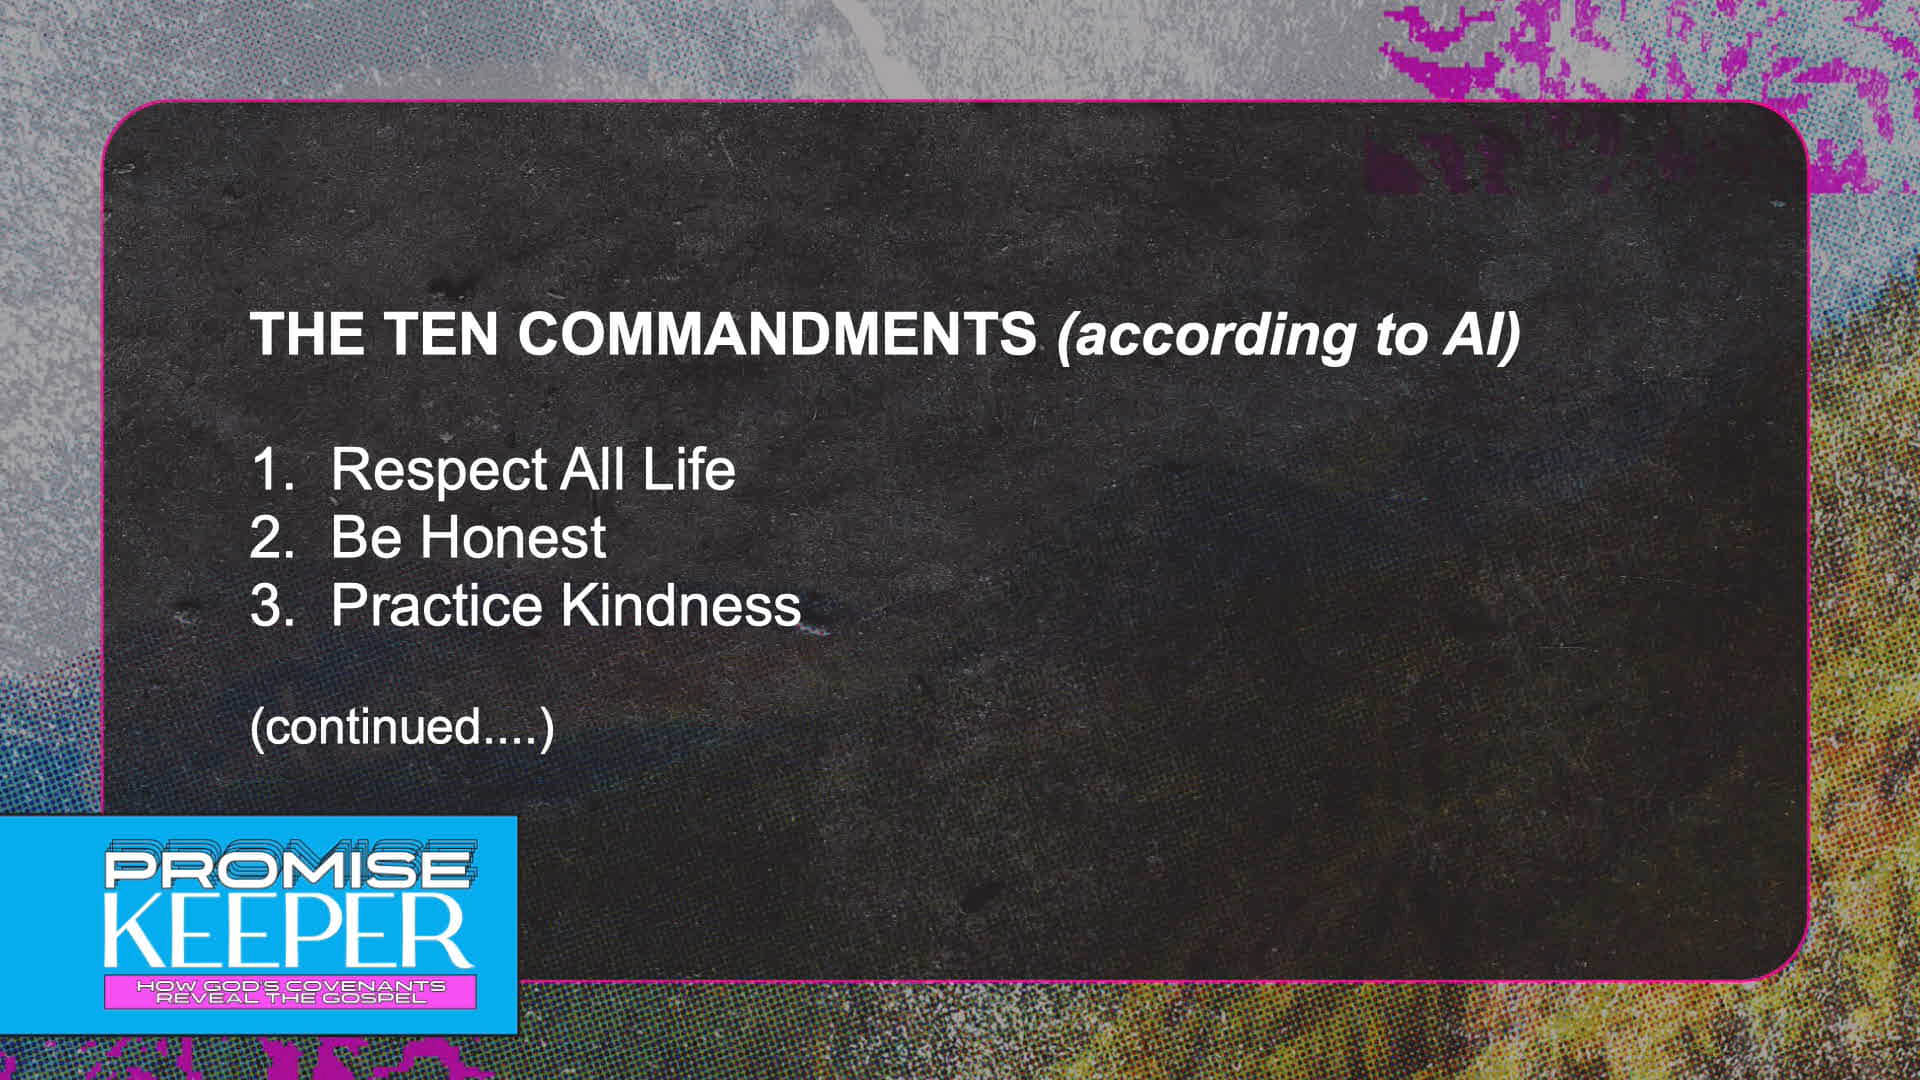 THE TEN COMMANDMENTS (according to AI)
1. Respect All Life
2. Be Honest
3. Practice Kindness
(continued....)
PROMISE
KEEPER
HOW GOD'S COVENANTS
REVEAL THE GOSPEL